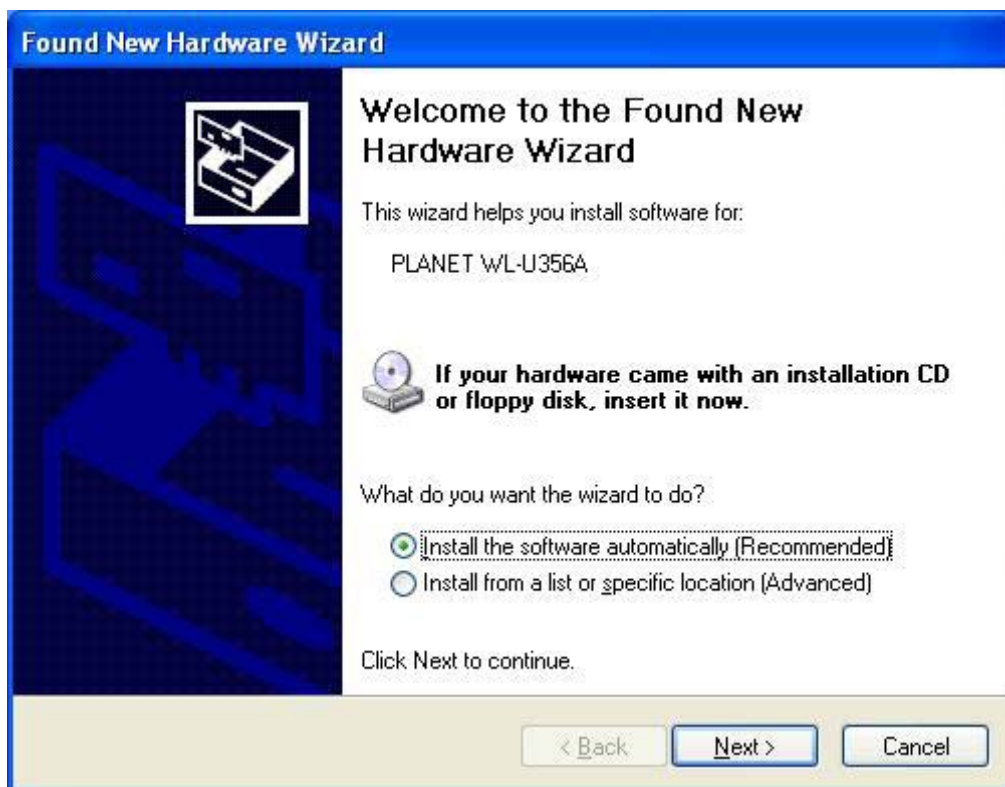 Found New Hardware Wizard
Welcome to the Found New
Hardware Wizard
This wizard helps you install software for:
PLANET WL-U356A
If your hardware came with an installation CD
or floppy disk, insert it now.
What do you want the wizard to do?
Install the software automatically (Recommended)
Install from a list or specific location (Advanced)
Click Next to continue.
< Back Next > Cancel